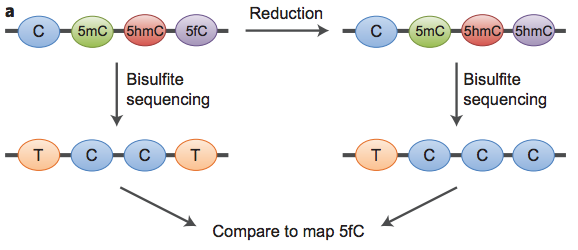 a
C 5mC 5hmC 5fC Reduction C 5mC 5hmC 5hmC
Bisulfite
sequencing
Bisulfite
sequencing
T C C T T C C C
Compare to map 5fC